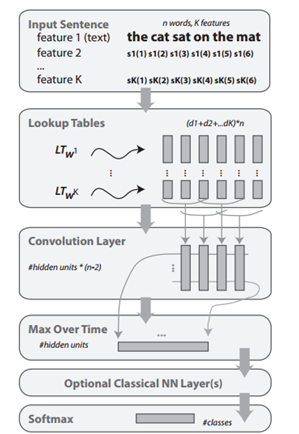 Input Sentence
n words, K features
feature 1 (text) the cat sat on the mat
feature 2 s1(1) s1(2) s1(3) s1(4) s1(5) s1(6)
...
feature K sK(1) sK(2) sK(3) sK(4) sK(5) sK(6)
Lookup Tables
(d1+d2+...dK)*n
LTw1
...
LTwK
...
Convolution Layer
#hidden units * (n-2)
...
Max Over Time
...
#hidden units
Optional Classical NN Layer(s)
Softmax
#classes